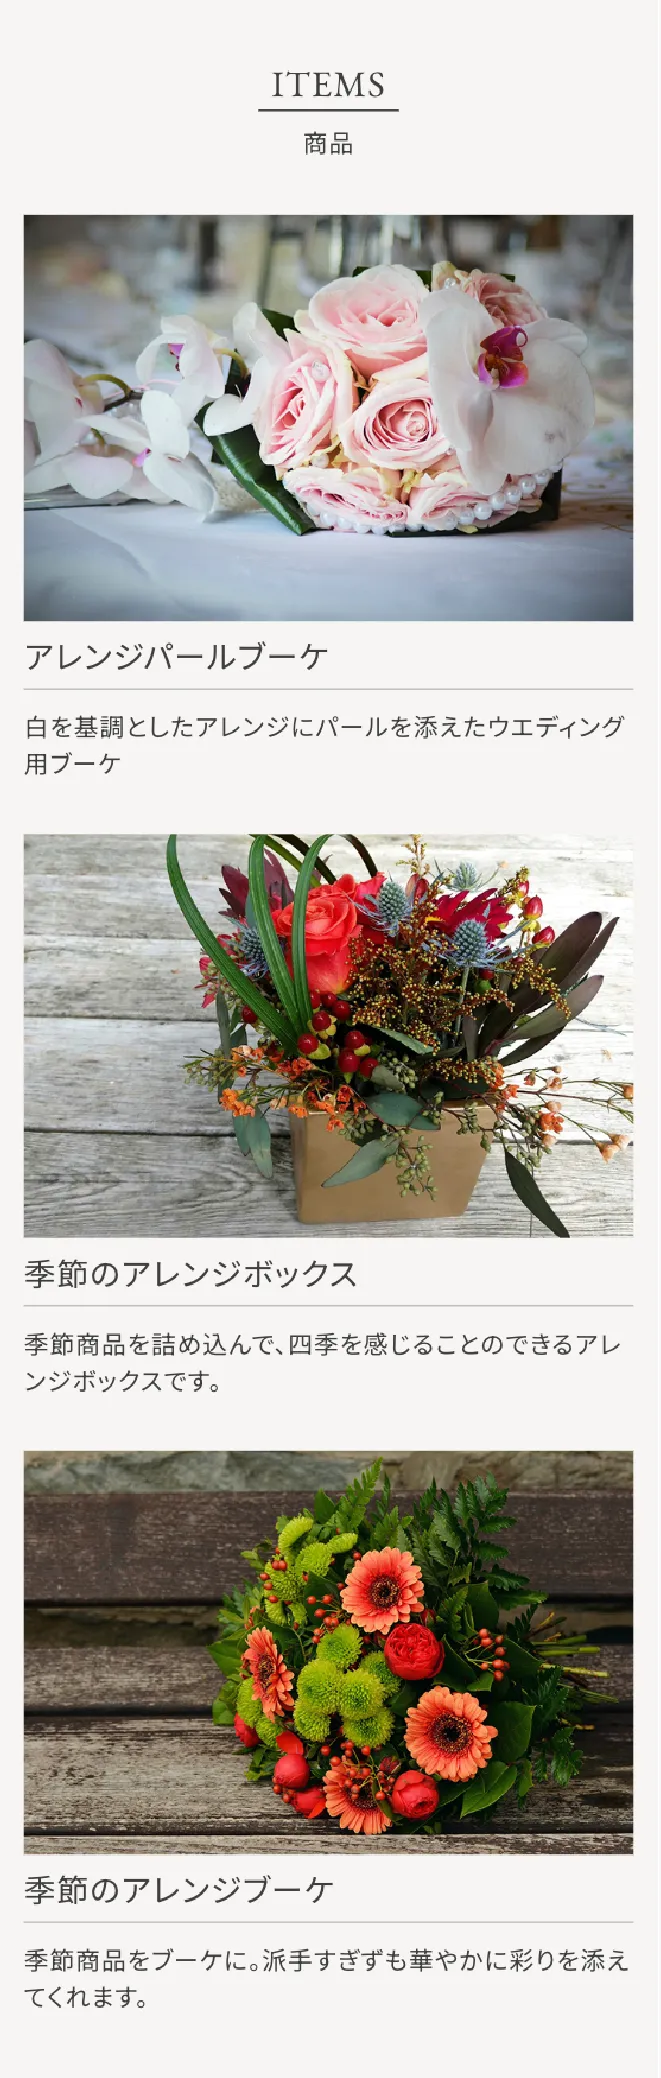 ITEMS
商品
アレンジパールブーケ
白を基調としたアレンジにパールを添えたウエディング
用ブーケ
季節のアレンジボックス
季節商品を詰め込んで、四季を感じることのできるアレ
ンジボックスです。
季節のアレンジブーケ
季節商品をブーケに。派手すぎずも華やかに彩りを添え
てくれます。